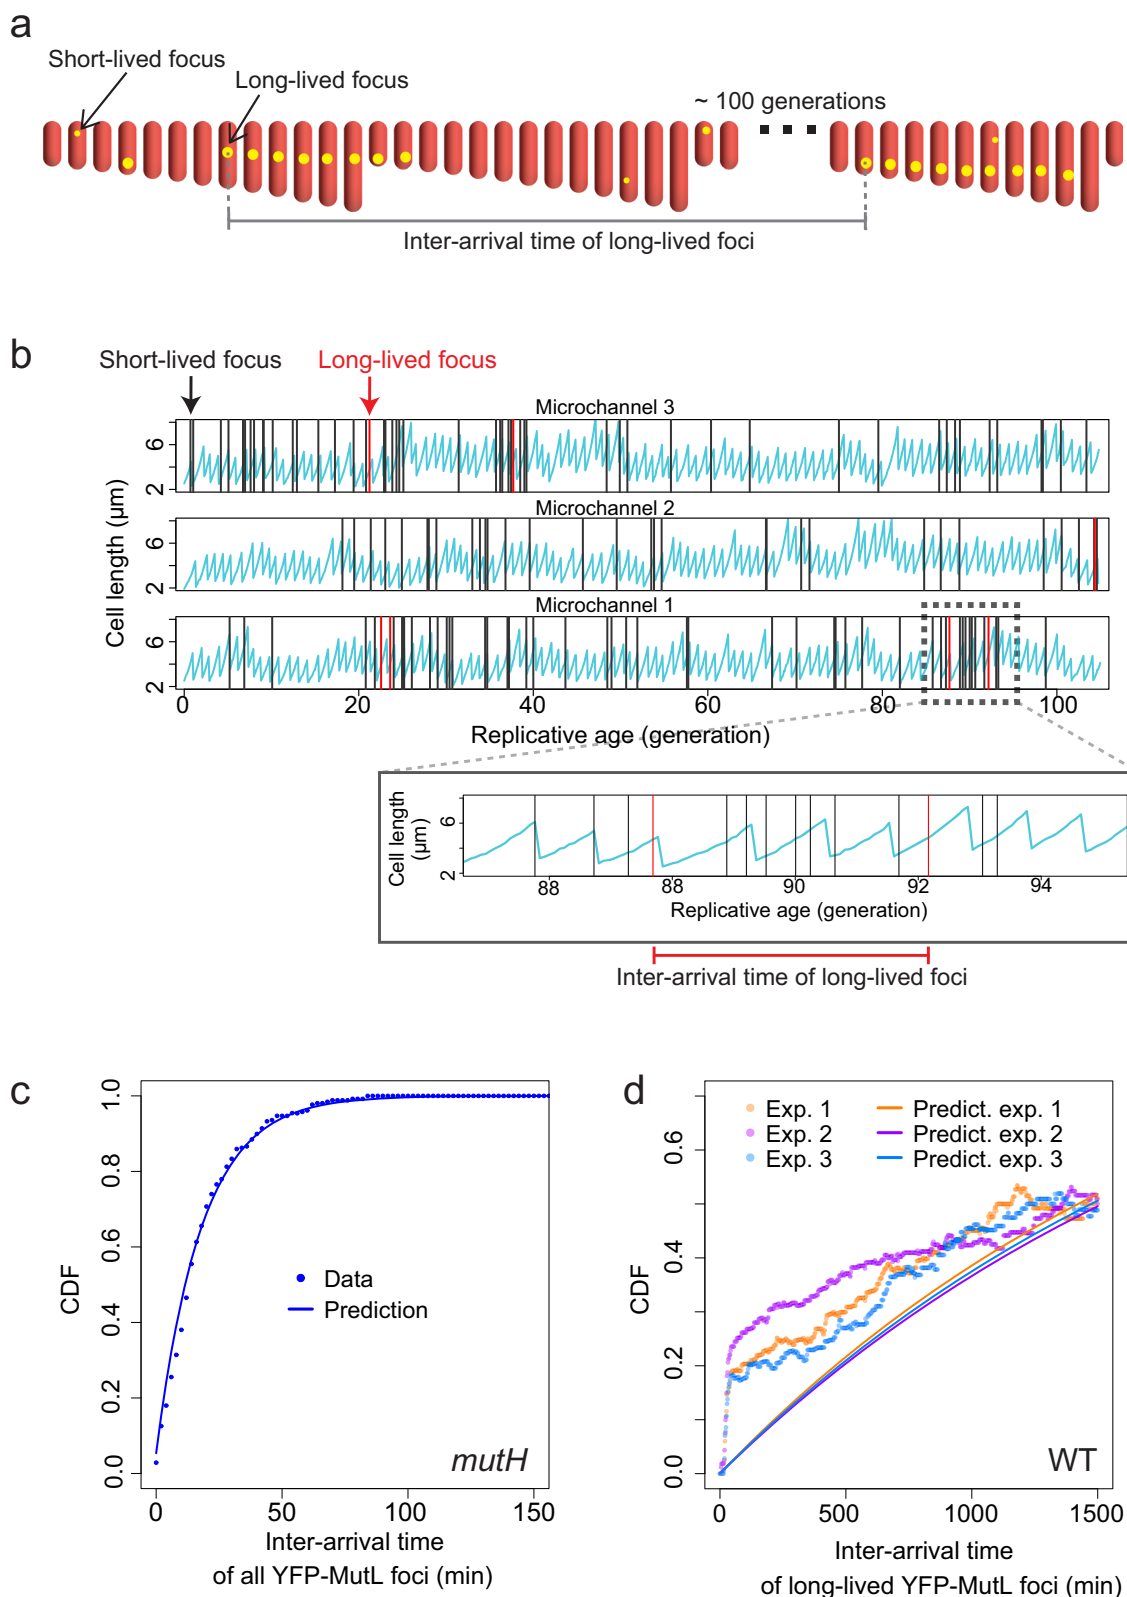 a
Short-lived focus
Long-lived focus
~ 100 generations
Inter-arrival time of long-lived foci
b
Short-lived focus
Long-lived focus
Microchannel 3
6
2
Microchannel 2
6
2
Microchannel 1
6
2
Cell length (μm)
0 20 40 60 80 100
Replicative age (generation)
Cell length
(μm)
6
2
88 88 90 92 94
Replicative age (generation)
Inter-arrival time of long-lived foci
c
CDF
1.0
0.8
0.6
0.4
0.2
0.0
Data
Prediction
mutH
0 50 100 150
Inter-arrival time
of all YFP-MutL foci (min)
d
CDF
0.6
0.4
0.2
0.0
Exp. 1 Predict. exp. 1
Exp. 2 Predict. exp. 2
Exp. 3 Predict. exp. 3
WT
0 500 1000 1500
Inter-arrival time
of long-lived YFP-MutL foci (min)